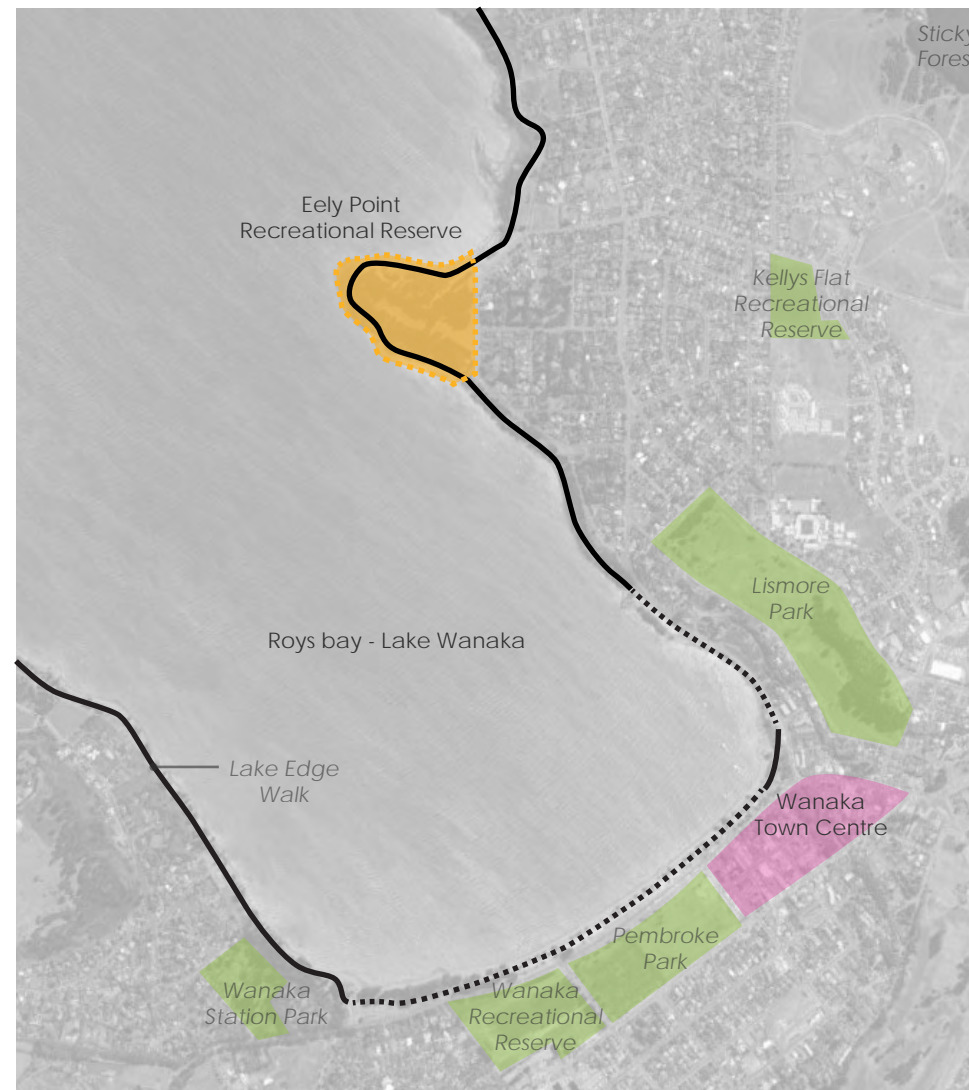 Sticky
Fores
Eely Point
Recreational Reserve
Kellys Flat
Recreational
Reserve
Lismore
Park
Roys bay - Lake Wanaka
Lake Edge
Walk
Wanaka
Town Centre
Pembroke
Park
Wanaka
Station Park
Wanaka
Recreational
Reserve